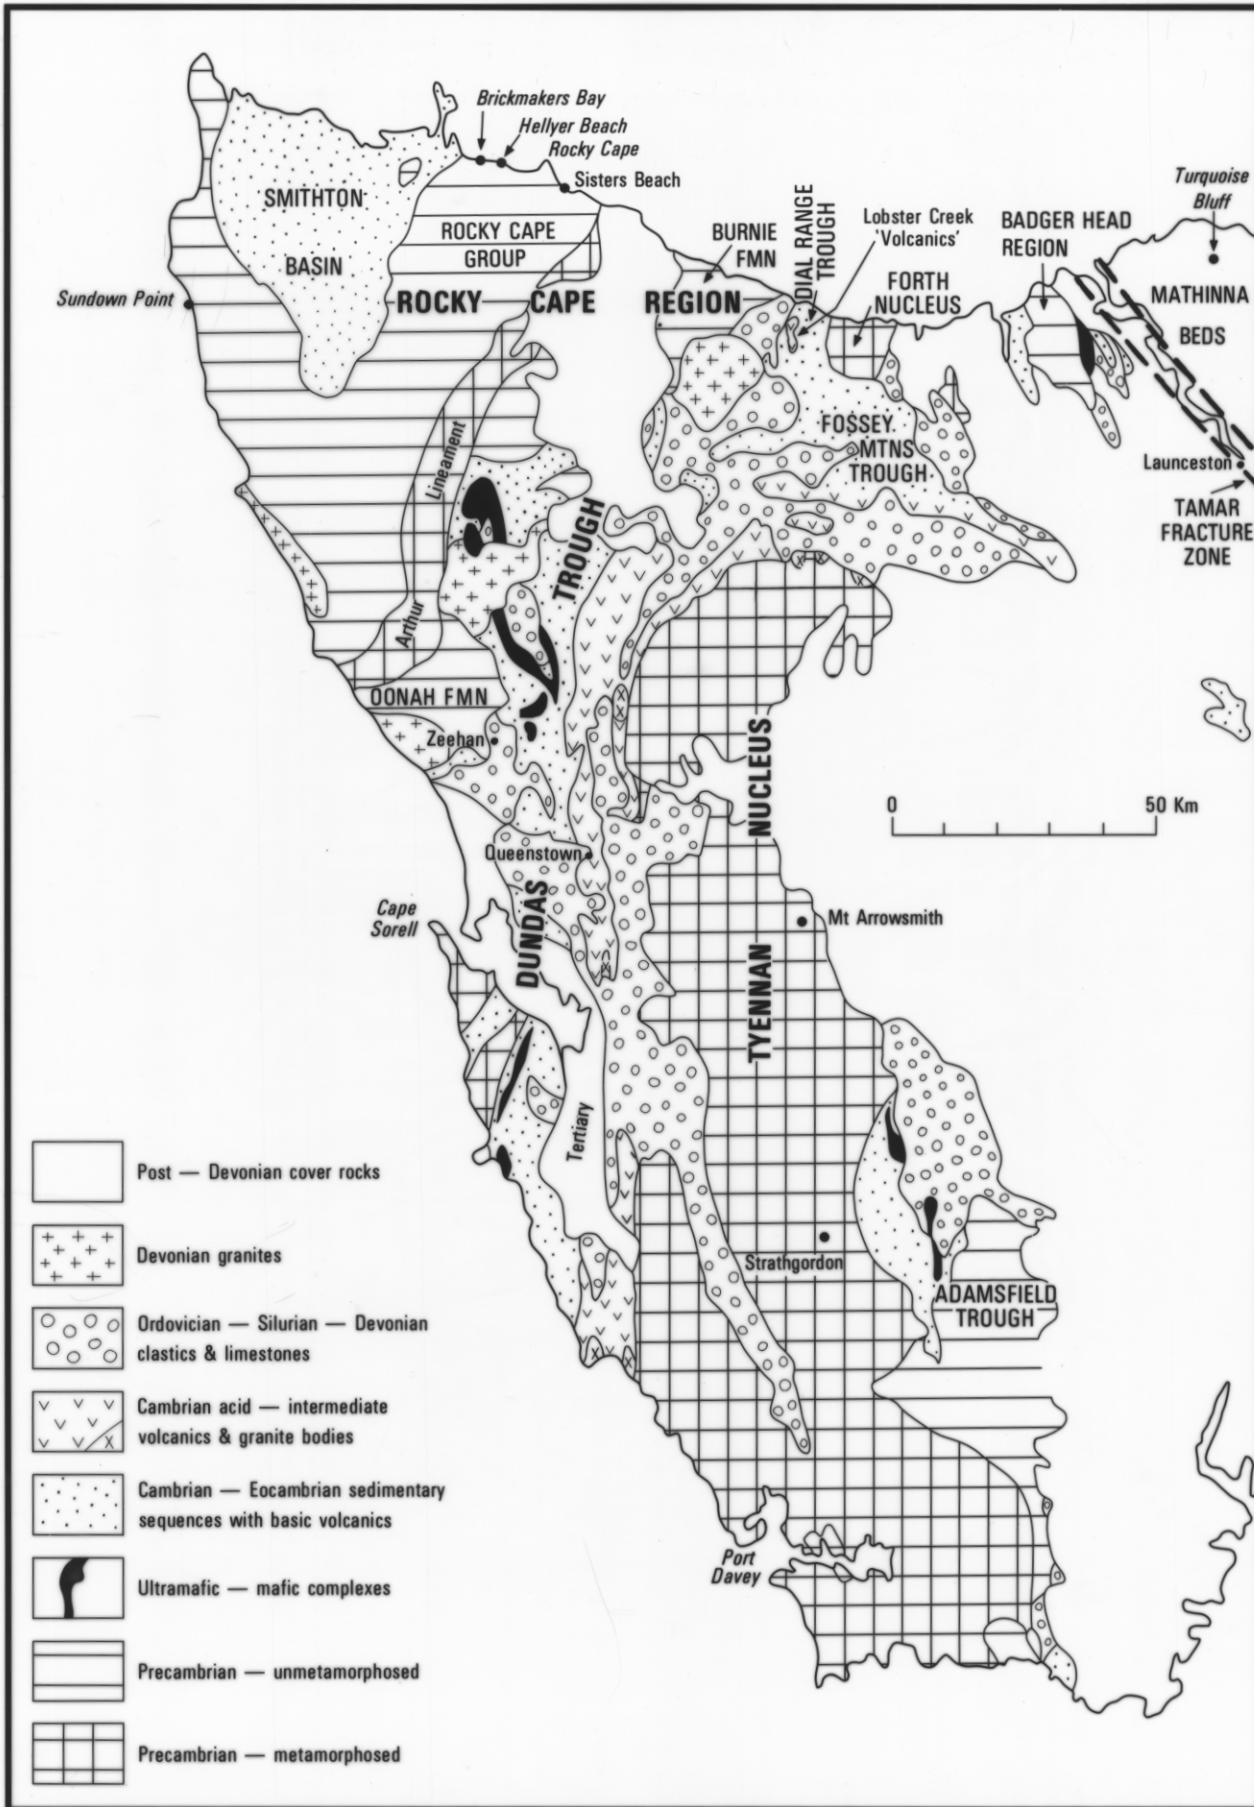 Brickmakers Bay
Hellyer Beach
Rocky Cape
Sisters Beach
SMITHTON
BASIN
ROCKY CAPE
GROUP
ROCKY CAPE REGION
Sundown Point
BURNIE
FMN
DIAL RANGE
TROUGH
Lobster Creek
'Volcanics'
FORTH
NUCLEUS
BADGER HEAD
REGION
Turquoise
Bluff
MATHINNA
BEDS
FOSSEY
MTNS
TROUGH
Launceston
TAMAR
FRACTURE
ZONE
Arthur Lineament
OONAH FMN
Zeehan
Queenstown
DUNDAS TROUGH
TYENNAN NUCLEUS
0 50 Km
Cape
Sorell
Mt Arrowsmith
Tertiary
Strathgordon
ADAMSFIELD
TROUGH
Port
Davey
Post — Devonian cover rocks
Devonian granites
Ordovician — Silurian — Devonian
clastics & limestones
Cambrian acid — intermediate
volcanics & granite bodies
Cambrian — Eocambrian sedimentary
sequences with basic volcanics
Ultramafic — mafic complexes
Precambrian — unmetamorphosed
Precambrian — metamorphosed